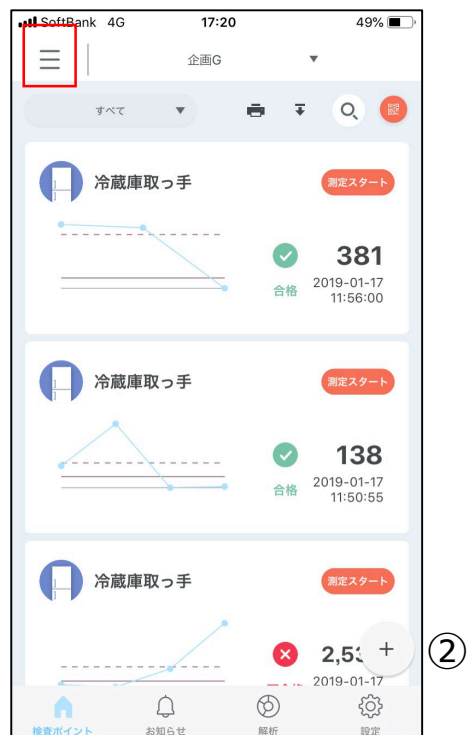 SoftBank 4G 17:20 49%
企画G
すべて
冷蔵庫取っ手
測定スタート
381
合格
2019-01-17
11:56:00
冷蔵庫取っ手
測定スタート
138
合格
2019-01-17
11:50:55
冷蔵庫取っ手
測定スタート
2,53
+
②
2019-01-17
検査ポイント お知らせ 解析 設定